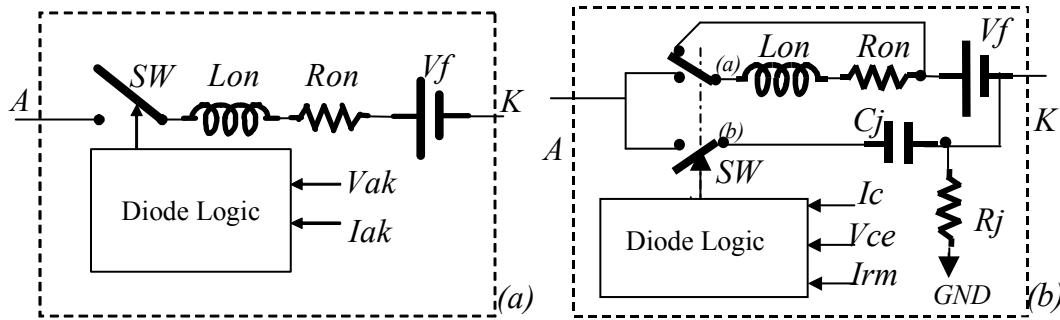 SW Lon Ron Vf
A K
Vak
Diode Logic
Iak
(a)
Vf
Lon Ron
(a)
Cj
(b)
A K
SW
Ic
Diode Logic Vce
Rj
Irm
GND
(b)